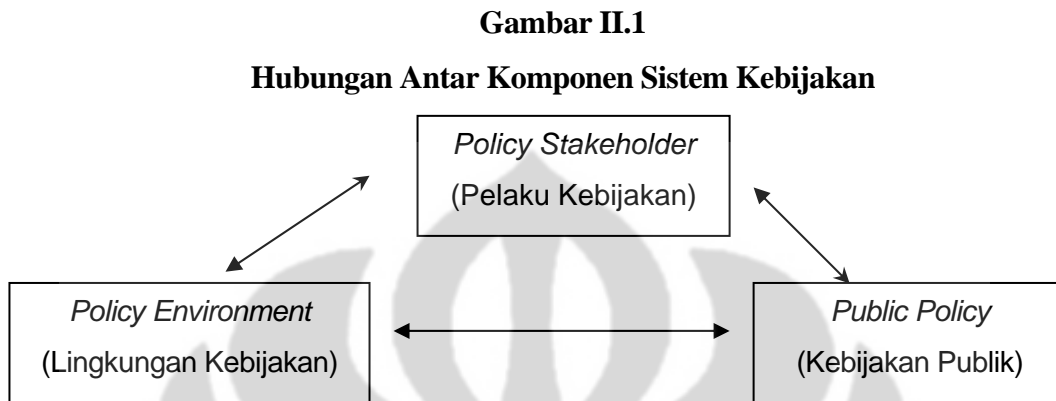 Gambar II.1
Hubungan Antar Komponen Sistem Kebijakan
Policy Stakeholder
(Pelaku Kebijakan)
Policy Environment
(Lingkungan Kebijakan)
Public Policy
(Kebijakan Publik)